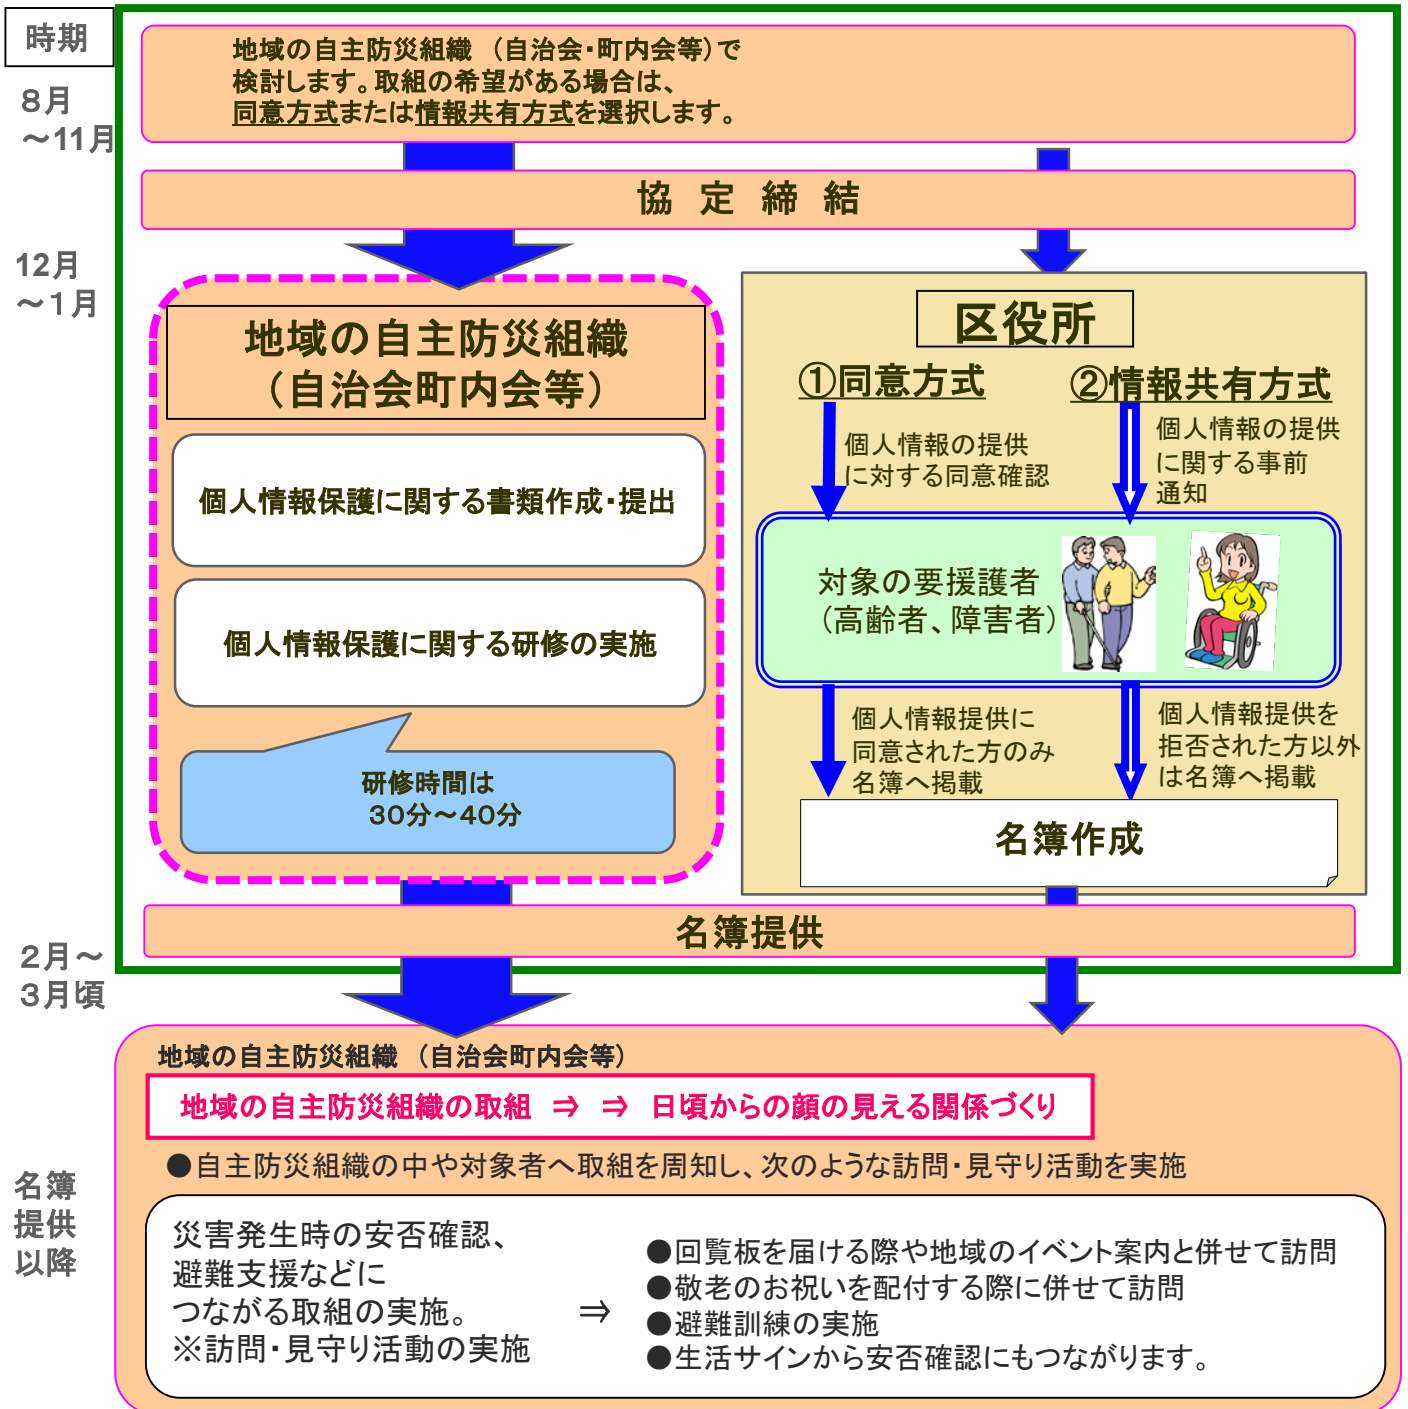 時期
8月
～11月
地域の自主防災組織 （自治会・町内会等）で
検討します。取組の希望がある場合は、
同意方式または情報共有方式を選択します。
協 定 締 結
12月
～１月
地域の自主防災組織
（自治会町内会等）
個人情報保護に関する書類作成・提出
個人情報保護に関する研修の実施
研修時間は
30分～40分
区役所
①同意方式
個人情報の提供
に対する同意確認
②情報共有方式
個人情報の提供
に関する事前
通知
対象の要援護者
（高齢者、障害者）
個人情報提供に
同意された方のみ
名簿へ掲載
個人情報提供を
拒否された方以外
は名簿へ掲載
名簿作成
名簿提供
2月～
3月頃
地域の自主防災組織 （自治会町内会等）
地域の自主防災組織の取組 ⇒ ⇒ 日頃からの顔の見える関係づくり
●自主防災組織の中や対象者へ取組を周知し、次のような訪問・見守り活動を実施
名簿
提供
以降
災害発生時の安否確認、
避難支援などに
つながる取組の実施。
※訪問・見守り活動の実施
⇒
●回覧板を届ける際や地域のイベント案内と併せて訪問
●敬老のお祝いを配付する際に併せて訪問
●避難訓練の実施
●生活サインから安否確認にもつながります。